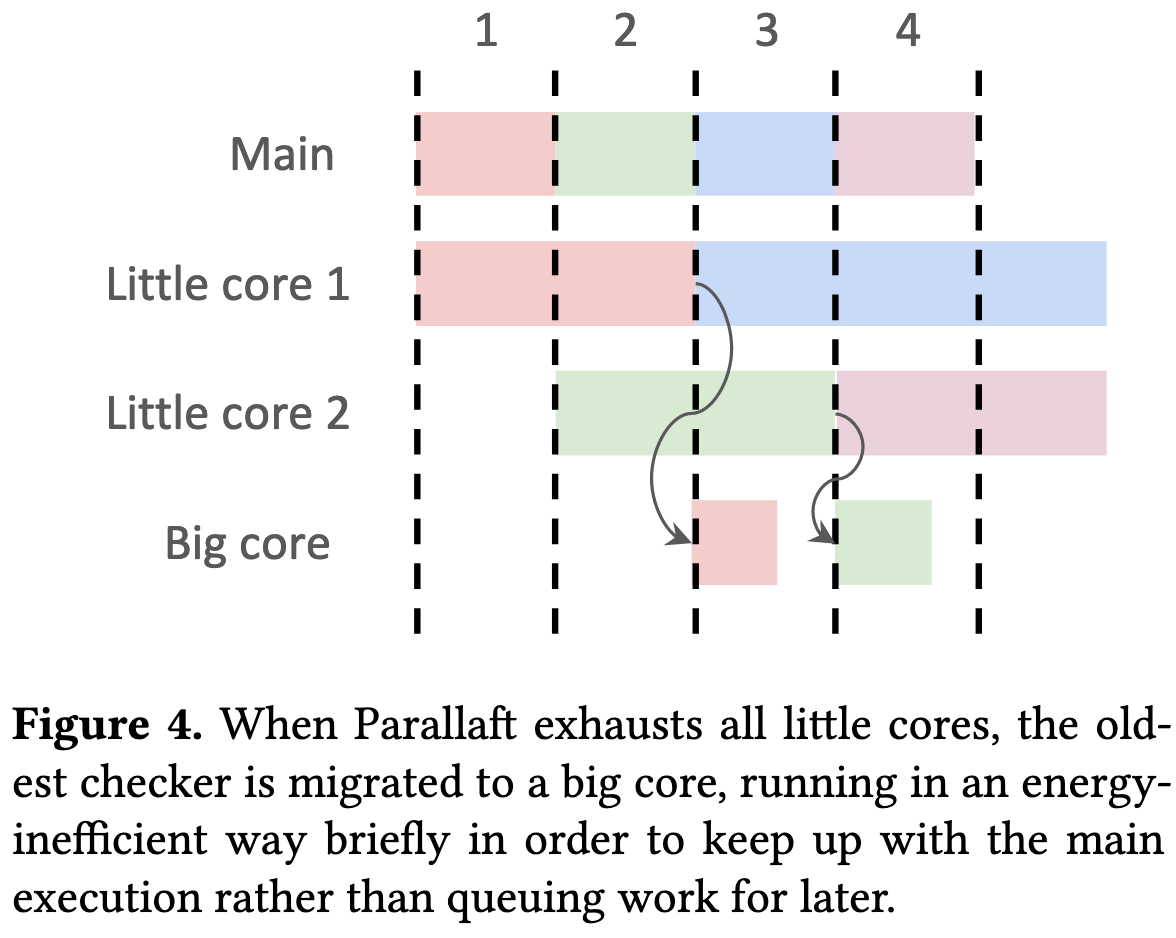 1 2 3 4
Main
Little core 1
Little core 2
Big core
Figure 4. When Parallaft exhausts all little cores, the old-
est checker is migrated to a big core, running in an energy-
inefficient way briefly in order to keep up with the main
execution rather than queuing work for later.